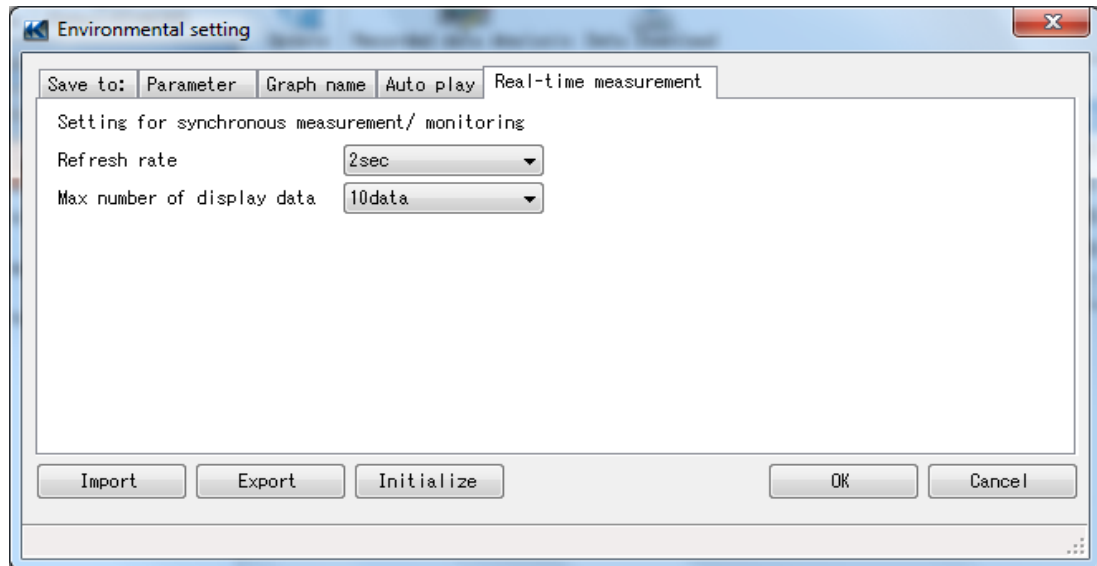 Environmental setting
Save to: Parameter Graph name Auto play Real-time measurement
Setting for synchronous measurement/ monitoring
Refresh rate 2sec
Max number of display data 10data
Import Export Initialize OK Cancel